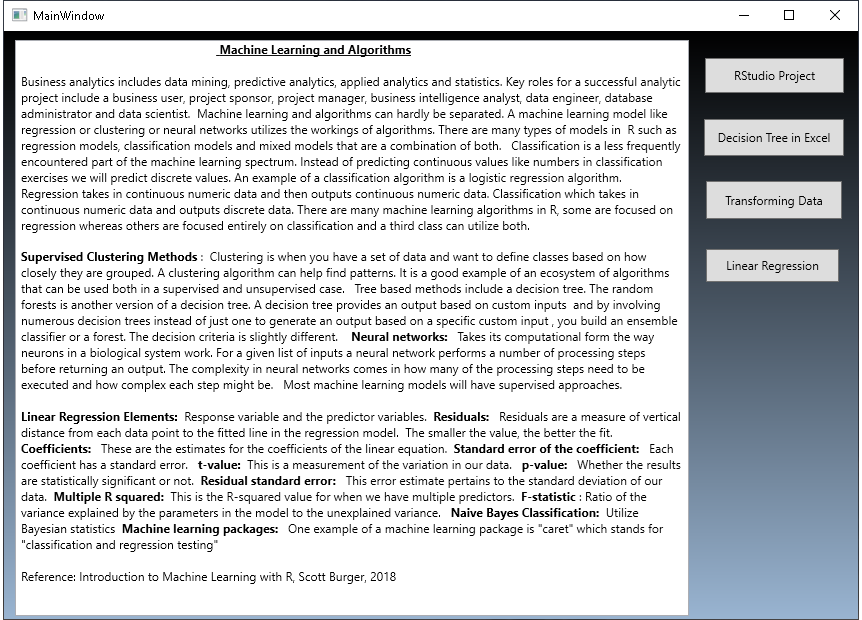 MainWindow
Machine Learning and Algorithms
Business analytics includes data mining, predictive analytics, applied analytics and statistics. Key roles for a successful analytic
project include a business user, project sponsor, project manager, business intelligence analyst, data engineer, database
administrator and data scientist.  Machine learning and algorithms can hardly be separated. A machine learning model like
regression or clustering or neural networks utilizes the workings of algorithms. There are many types of models in  R such as
regression models, classification models and mixed models that are a combination of both.   Classification is a less frequently
encountered part of the machine learning spectrum. Instead of predicting continuous values like numbers in classification
exercises we will predict discrete values. An example of a classification algorithm is a logistic regression algorithm.
Regression takes in continuous numeric data and then outputs continuous numeric data. Classification which takes in
continuous numeric data and outputs discrete data. There are many machine learning algorithms in R, some are focused on
regression whereas others are focused entirely on classification and a third class can utilize both.
Supervised Clustering Methods :  Clustering is when you have a set of data and want to define classes based on how
closely they are grouped. A clustering algorithm can help find patterns. It is a good example of an ecosystem of algorithms
that can be used both in a supervised and unsupervised case.   Tree based methods include a decision tree. The random
forests is another version of a decision tree. A decision tree provides an output based on custom inputs  and by involving
numerous decision trees instead of just one to generate an output based on a specific custom input , you build an ensemble
classifier or a forest. The decision criteria is slightly different.   Neural networks:   Takes its computational form the way
neurons in a biological system work. For a given list of inputs a neural network performs a number of processing steps
before returning an output. The complexity in neural networks comes in how many of the processing steps need to be
executed and how complex each step might be.   Most machine learning models will have supervised approaches.
Linear Regression Elements:  Response variable and the predictor variables.  Residuals:   Residuals are a measure of vertical
distance from each data point to the fitted line in the regression model.  The smaller the value, the better the fit.
Coefficients:   These are the estimates for the coefficients of the linear equation.  Standard error of the coefficient:   Each
coefficient has a standard error.   t-value:  This is a measurement of the variation in our data.   p-value:   Whether the results
are statistically significant or not.  Residual standard error:   This error estimate pertains to the standard deviation of our
data.  Multiple R squared:  This is the R-squared value for when we have multiple predictors.  F-statistic : Ratio of the
variance explained by the parameters in the model to the unexplained variance.   Naive Bayes Classification:  Utilize
Bayesian statistics  Machine learning packages:   One example of a machine learning package is "caret" which stands for
"classification and regression testing"
Reference: Introduction to Machine Learning with R, Scott Burger, 2018
RStudio Project
Decision Tree in Excel
Transforming Data
Linear Regression